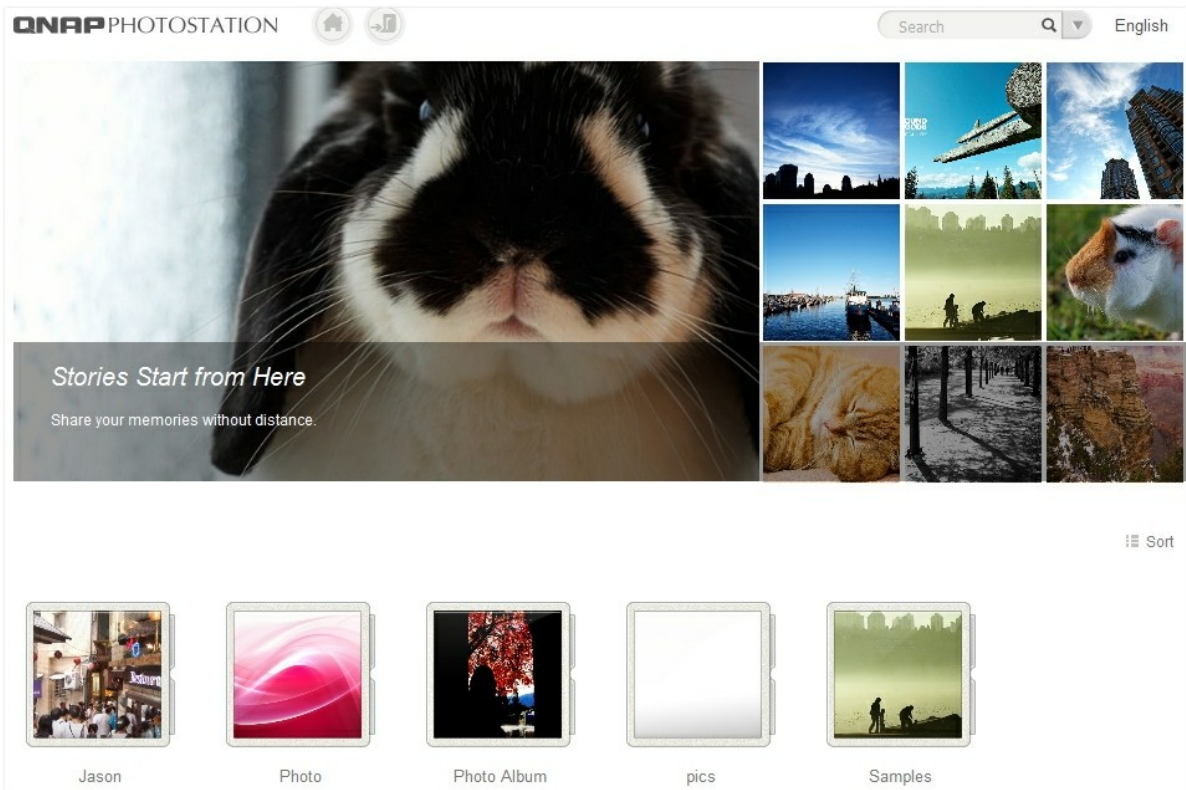 QNAP PHOTOSTATION
Search
English
Stories Start from Here
Share your memories without distance.
Sort
Jason
Photo
Photo Album
pics
Samples